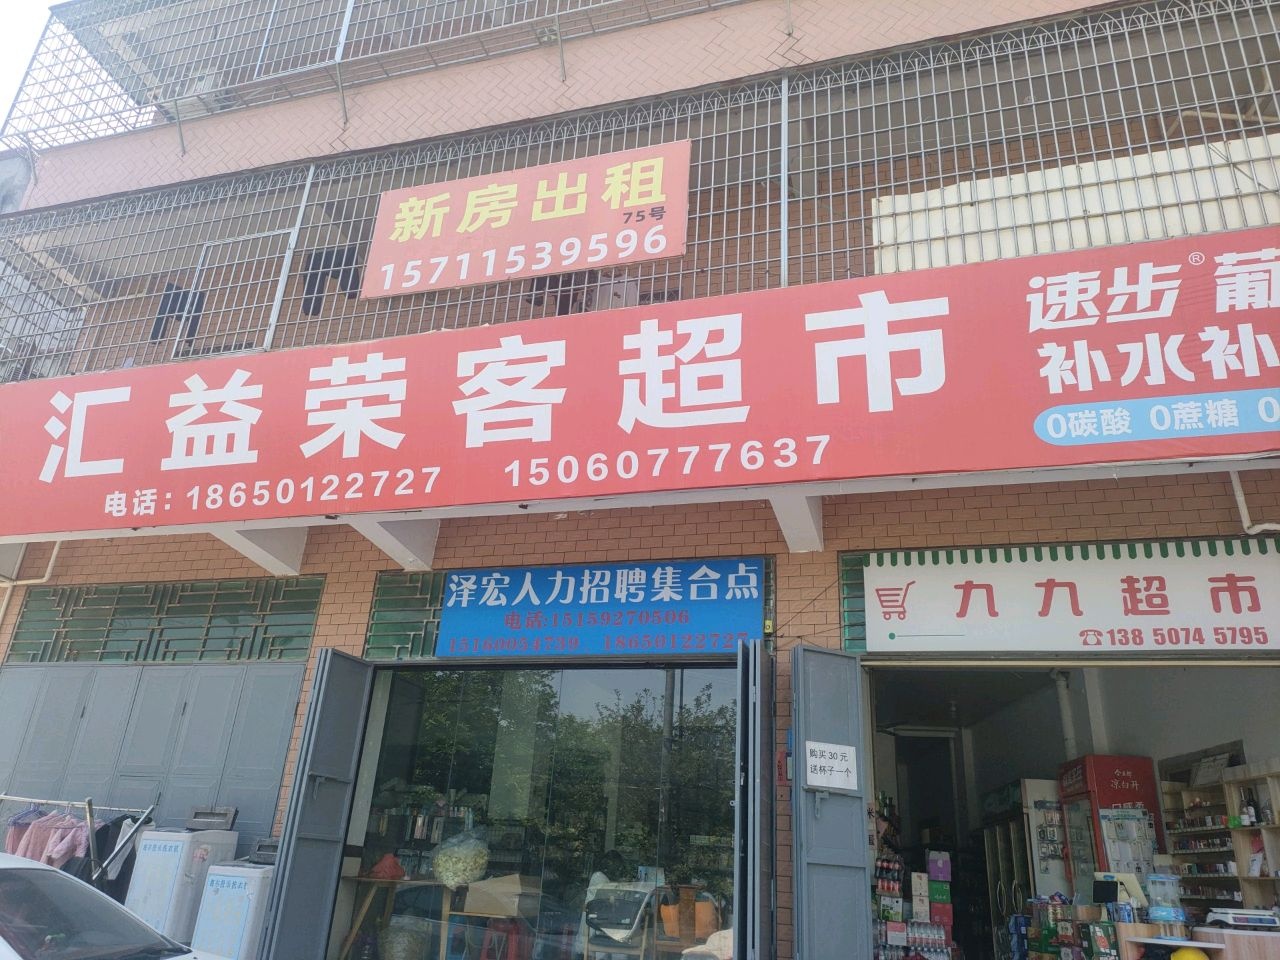 新房出租
75号
15711539596
汇益荣客超市
电话：18650122727 15060777637
速步® 葡
补水补
0碳酸 0蔗糖 0
泽宏人力招聘集合点
电话:15159270506
15160054739 18650122727
九九超市
☎138 5074 5795
购买30元
送杯子一个
凉白开